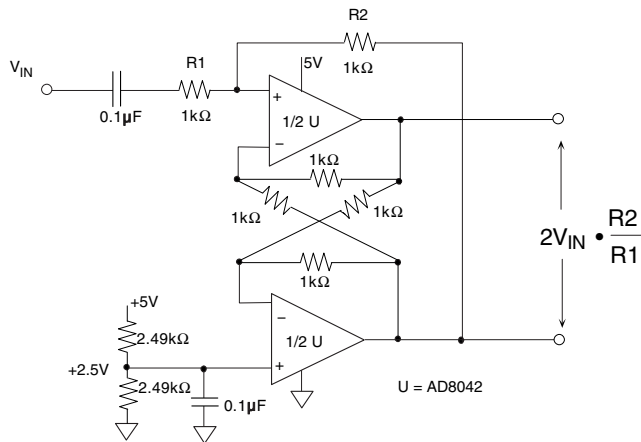 R2
1kΩ
V_IN
R1
0.1µF
1kΩ
5V
+
1/2 U
−
1kΩ
1kΩ
1kΩ
1kΩ
2V_IN • R2/R1
+5V
2.49kΩ
+2.5V
2.49kΩ
0.1µF
−
1/2 U
+
U = AD8042